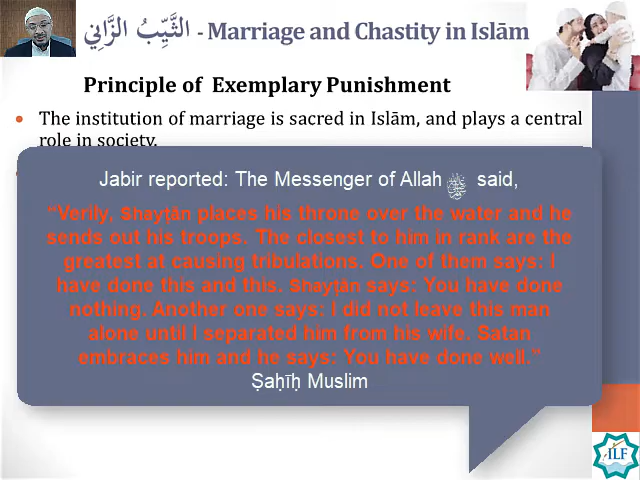 الثَّيِّبُ الزَّانِي - Marriage and Chastity in Islām
Principle of Exemplary Punishment
• The institution of marriage is sacred in Islām, and plays a central
role in society.
Jabir reported: The Messenger of Allah ﷺ said,
“Verily, Shayṭān places his throne over the water and he
sends out his troops. The closest to him in rank are the
greatest at causing tribulations. One of them says: I
have done this and this. Shayṭān says: You have done
nothing. Another one says: I did not leave this man
alone until I separated him from his wife. Satan
embraces him and he says: You have done well.”
Ṣaḥīḥ Muslim
ILF